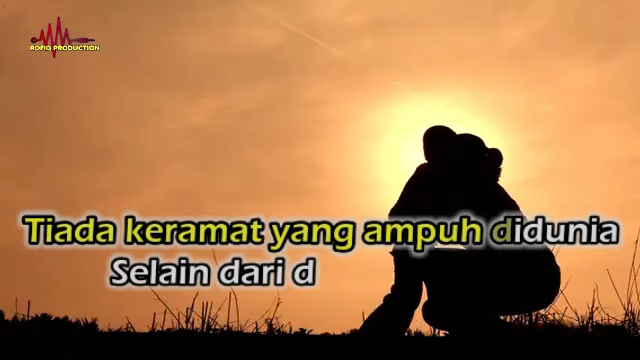 ROFIQ PRODUCTION
Tiada keramat yang ampuh didunia
Selain dari d